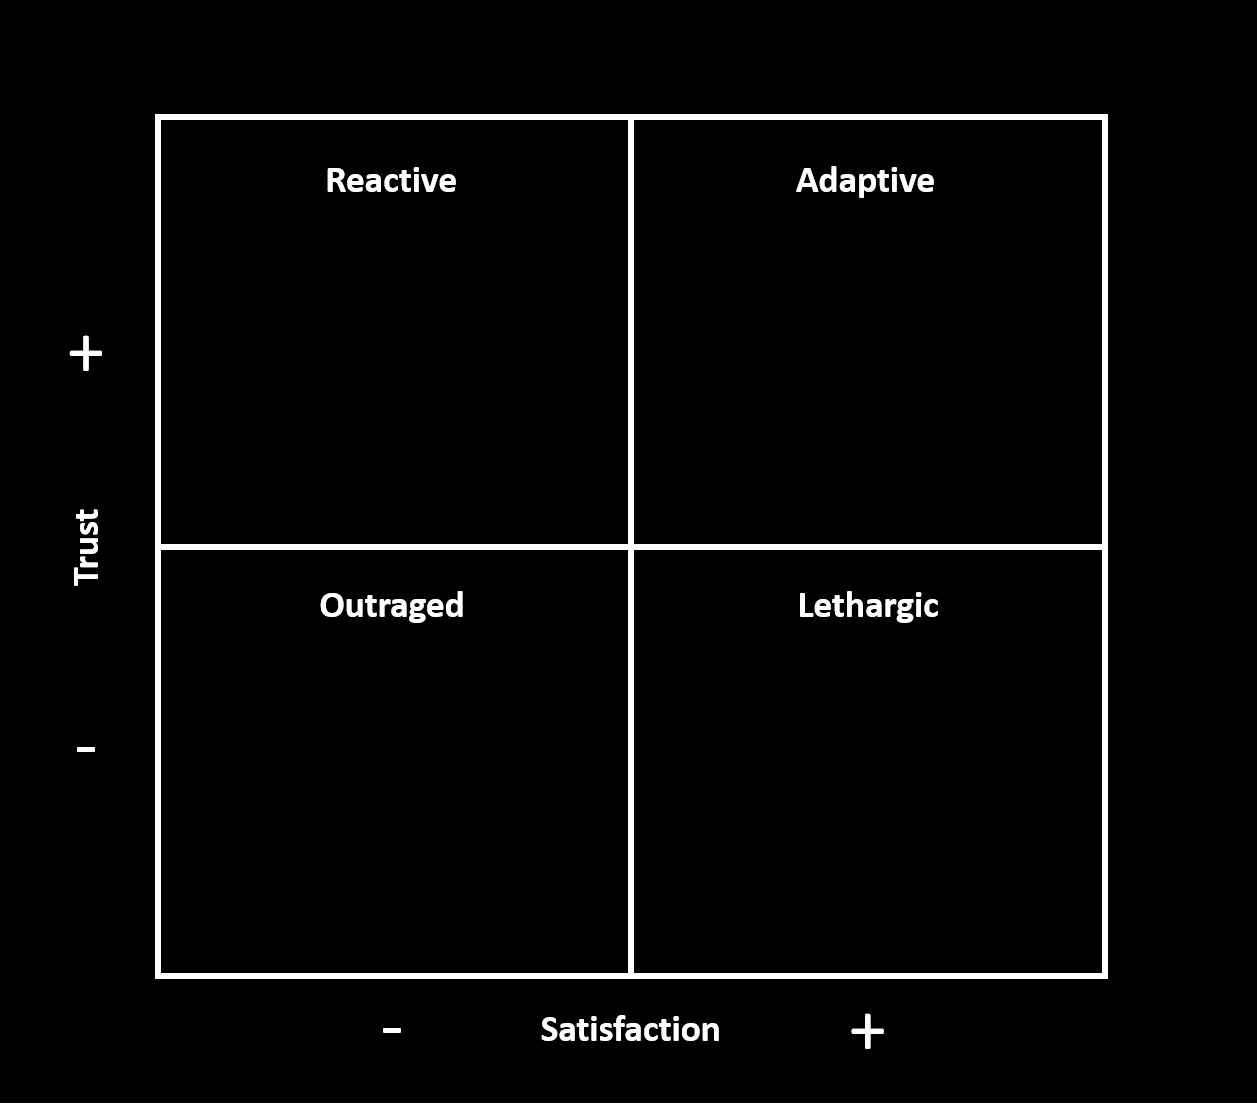 Reactive
Adaptive
+
Trust
-
Outraged
Lethargic
-
Satisfaction
+